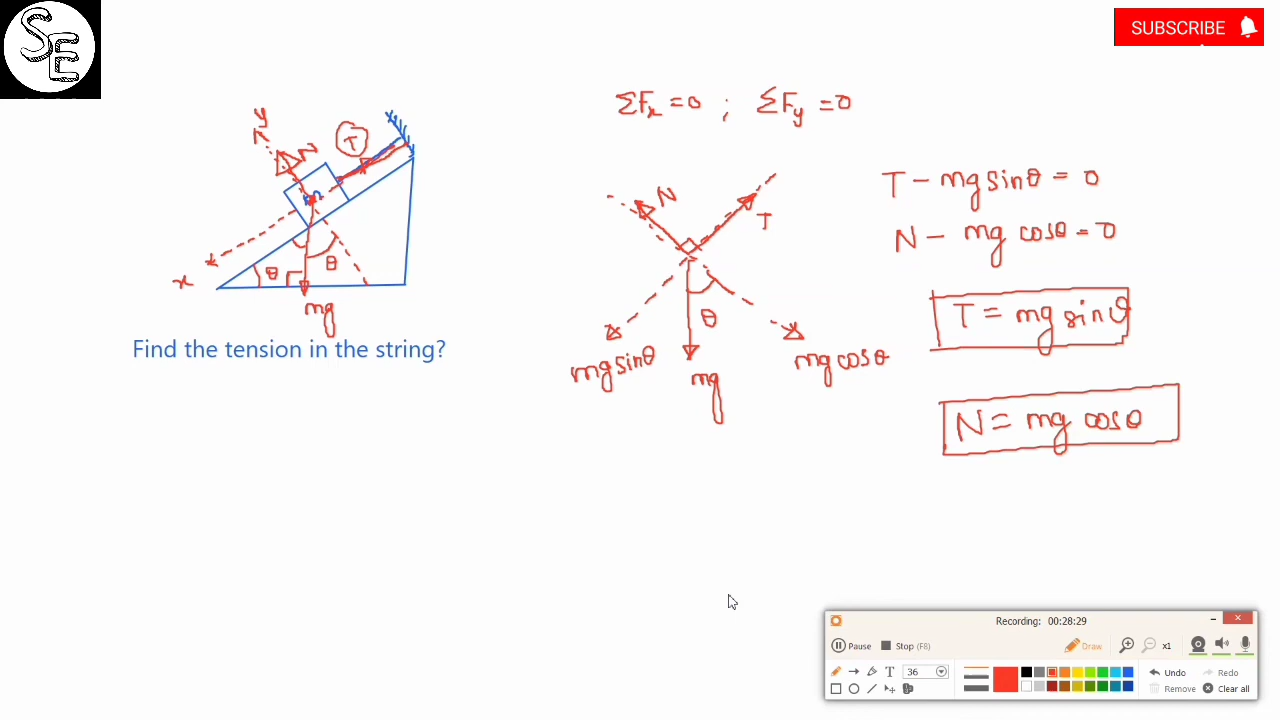 SE
SUBSCRIBE
ΣFx = 0 ; ΣFy = 0
y
N
T
x
θ
θ
mg
Find the tension in the string?
N
T
θ
mg sinθ
mg
mg cosθ
T - mg sinθ = 0
N - mg cosθ = 0
T = mg sinθ
N = mg cosθ
Recording: 00:28:29
Pause Stop (F8) Draw x1
T 36 Undo Redo
Remove Clear all